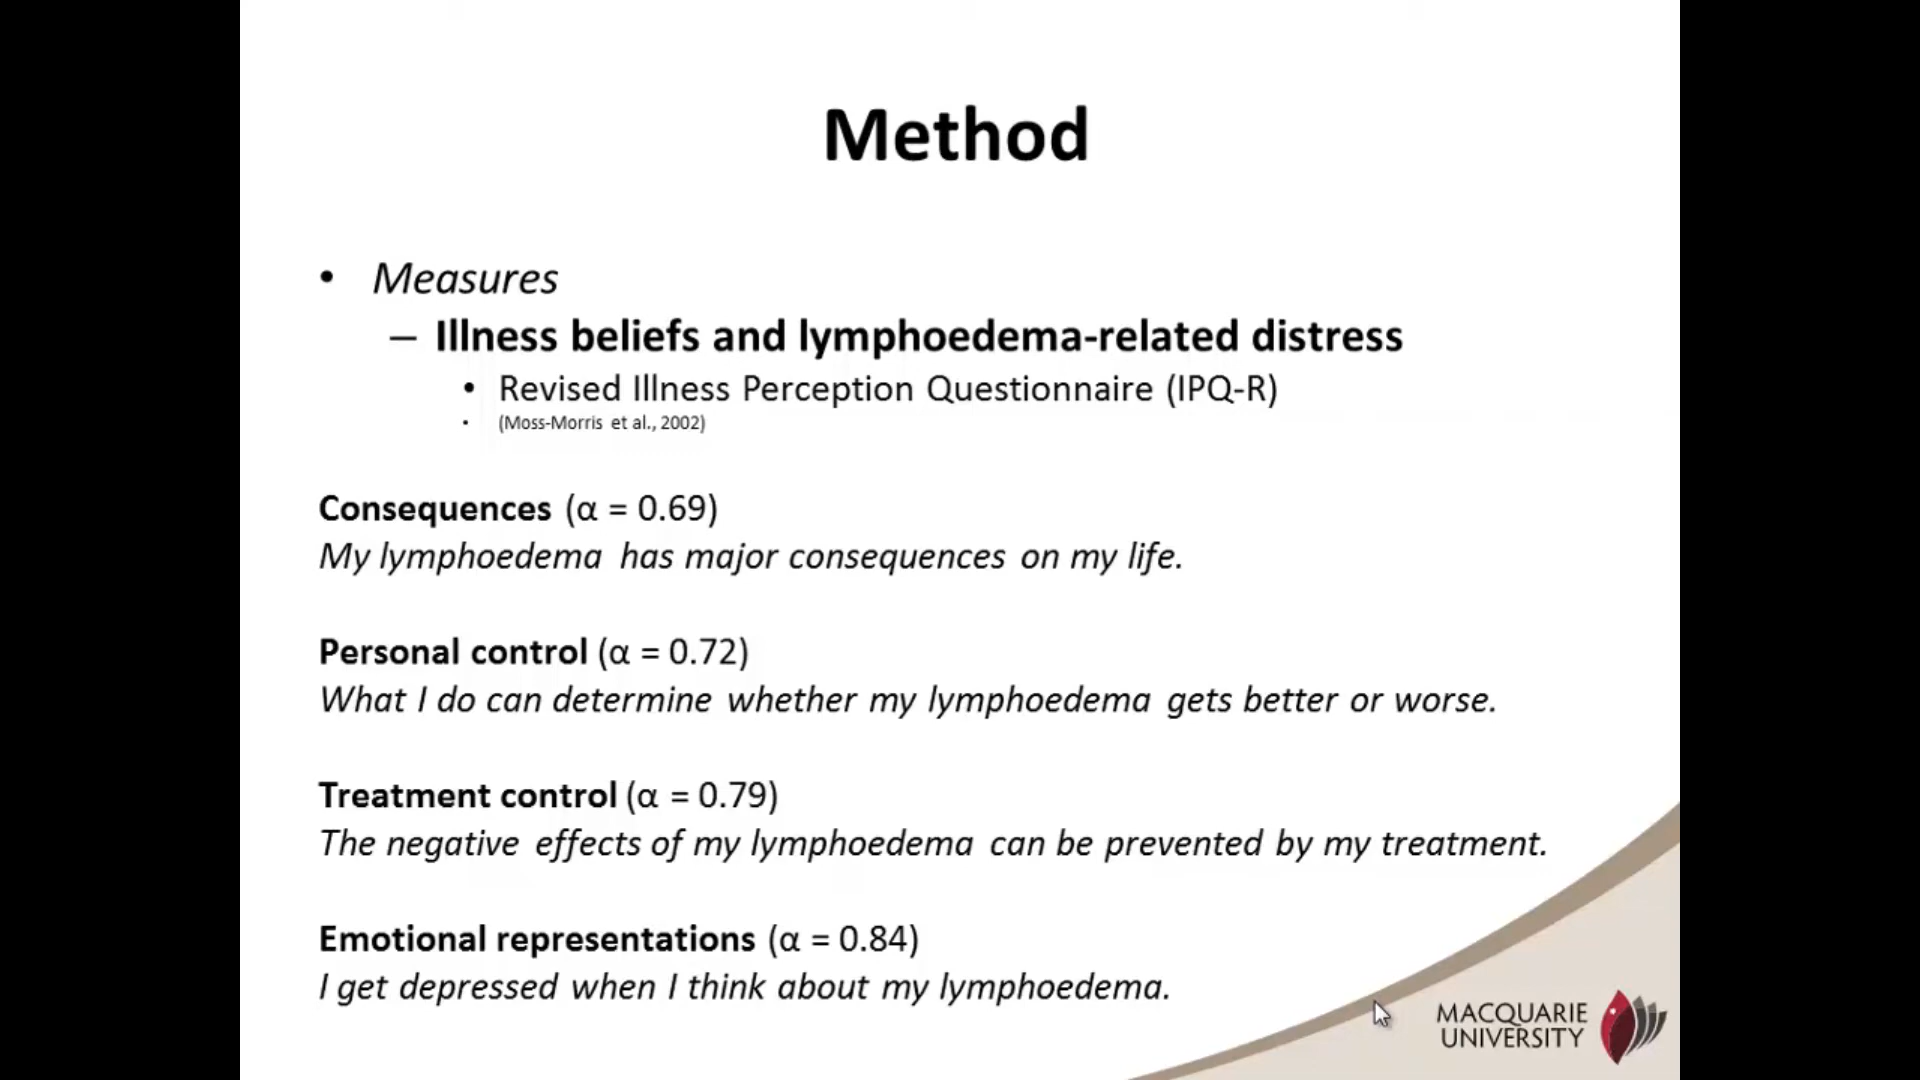 Method
• Measures
– Illness beliefs and lymphoedema-related distress
• Revised Illness Perception Questionnaire (IPQ-R)
• (Moss-Morris et al., 2002)
Consequences (α = 0.69)
My lymphoedema has major consequences on my life.
Personal control (α = 0.72)
What I do can determine whether my lymphoedema gets better or worse.
Treatment control (α = 0.79)
The negative effects of my lymphoedema can be prevented by my treatment.
Emotional representations (α = 0.84)
I get depressed when I think about my lymphoedema.
MACQUARIE
UNIVERSITY